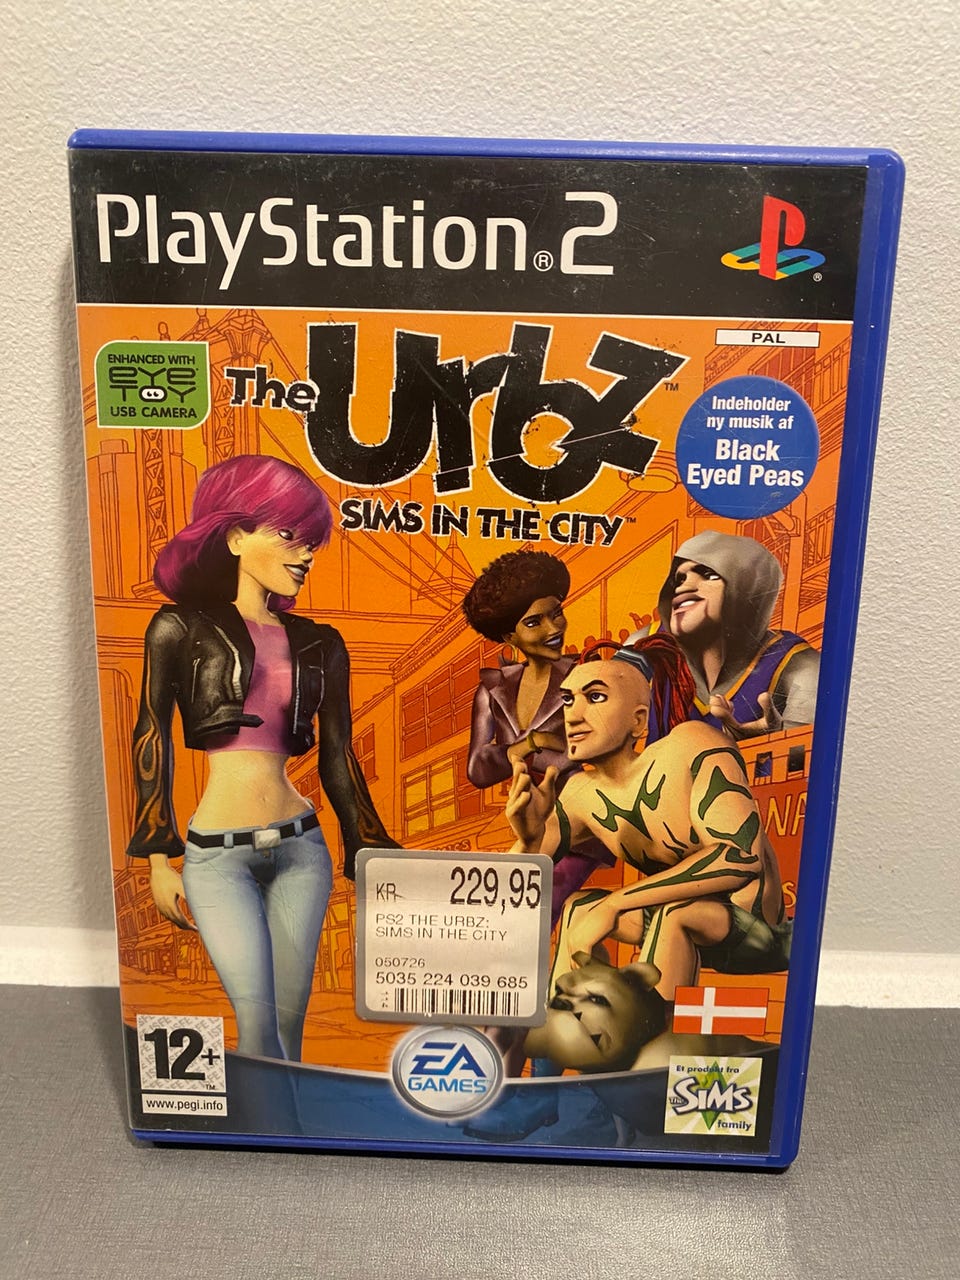 PlayStation®2
®
PAL
ENHANCED WITH
EYE
TOY
USB CAMERA
The Urbz™
SIMS IN THE CITY™
Indeholder
ny musik af
Black
Eyed Peas
KR 229,95
PS2 THE URBZ:
SIMS IN THE CITY
050726
5035 224 039 685
114
12+
™
www.pegi.info
EA
GAMES
Et produkt fra
The SIMS
family